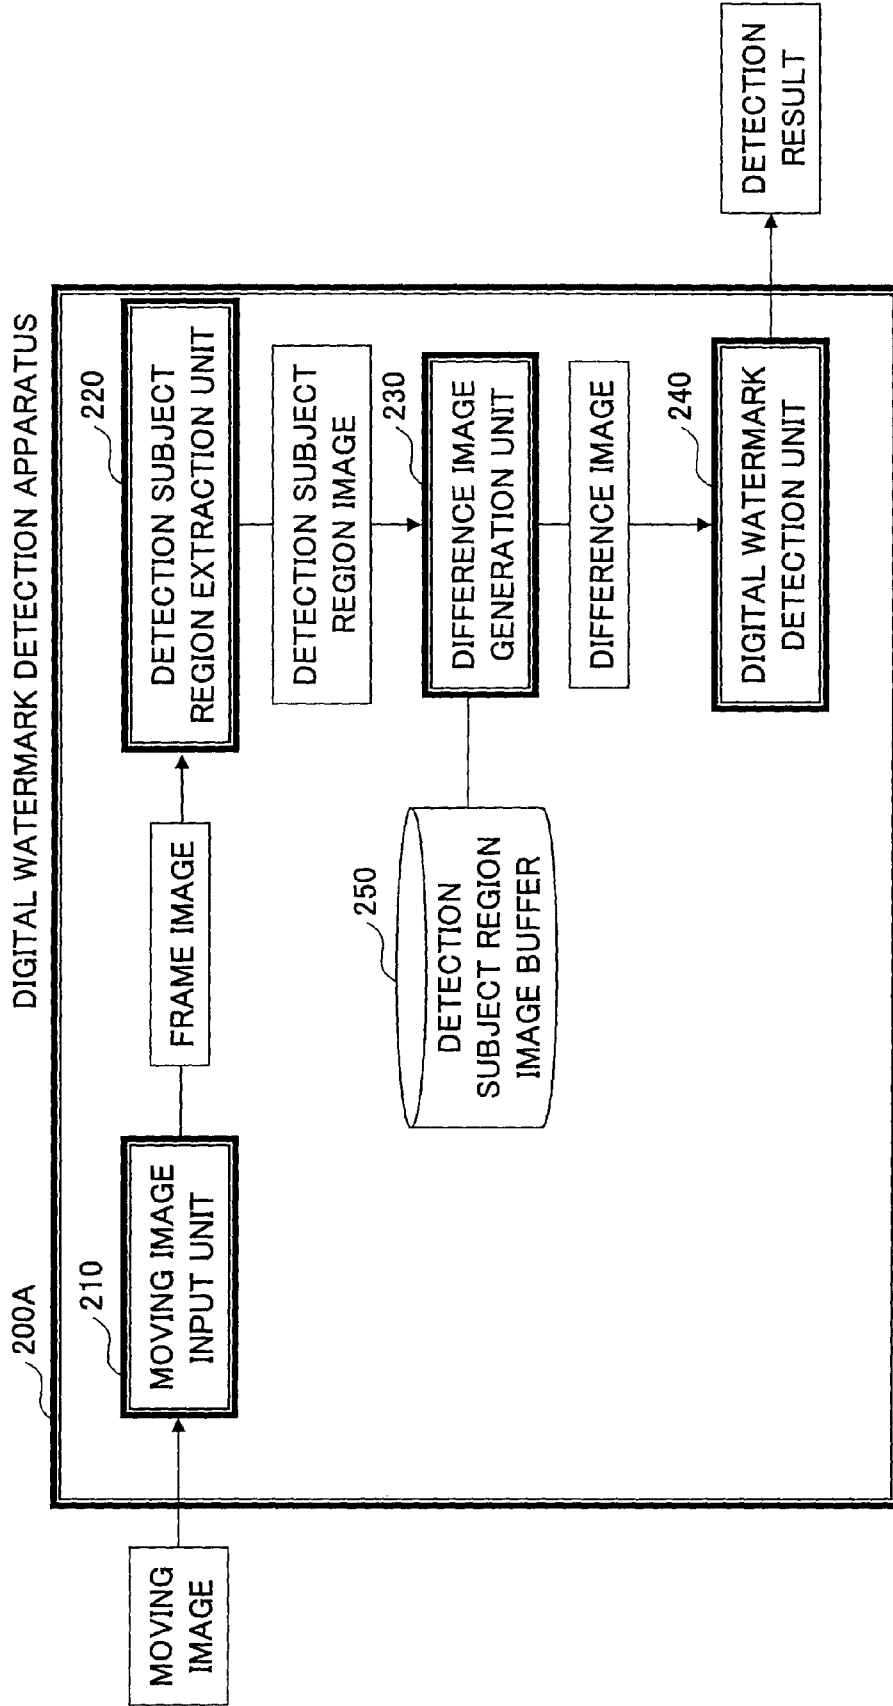 DIGITAL WATERMARK DETECTION APPARATUS
200A
MOVING
IMAGE
210
MOVING IMAGE
INPUT UNIT
FRAME IMAGE
220
DETECTION SUBJECT
REGION EXTRACTION UNIT
DETECTION SUBJECT
REGION IMAGE
230
DIFFERENCE IMAGE
GENERATION UNIT
250
DETECTION
SUBJECT REGION
IMAGE BUFFER
DIFFERENCE IMAGE
240
DIGITAL WATERMARK
DETECTION UNIT
DETECTION
RESULT